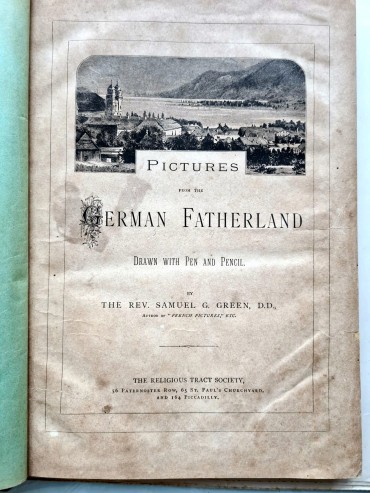 PICTURES
FROM THE
GERMAN FATHERLAND
DRAWN WITH PEN AND PENCIL.
BY
THE REV. SAMUEL G. GREEN, D.D.,
AUTHOR OF "FRENCH PICTURES," ETC.
THE RELIGIOUS TRACT SOCIETY,
56 PATERNOSTER ROW, 65 ST. PAUL'S CHURCHYARD,
AND 164 PICCADILLY.